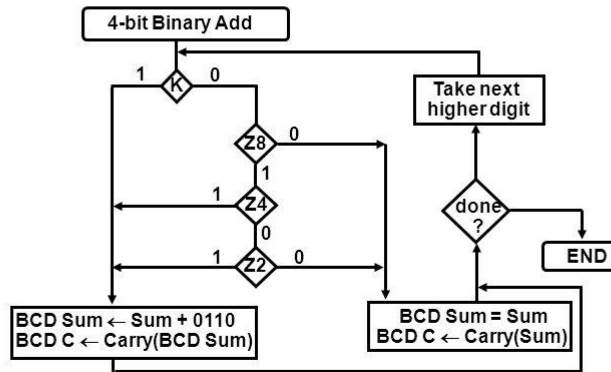 4-bit Binary Add
1
K
0
Take next
higher digit
Z8
0
1
1
Z4
0
done
?
1
Z2
0
END
BCD Sum ← Sum + 0110
BCD C ← Carry(BCD Sum)
BCD Sum = Sum
BCD C ← Carry(Sum)